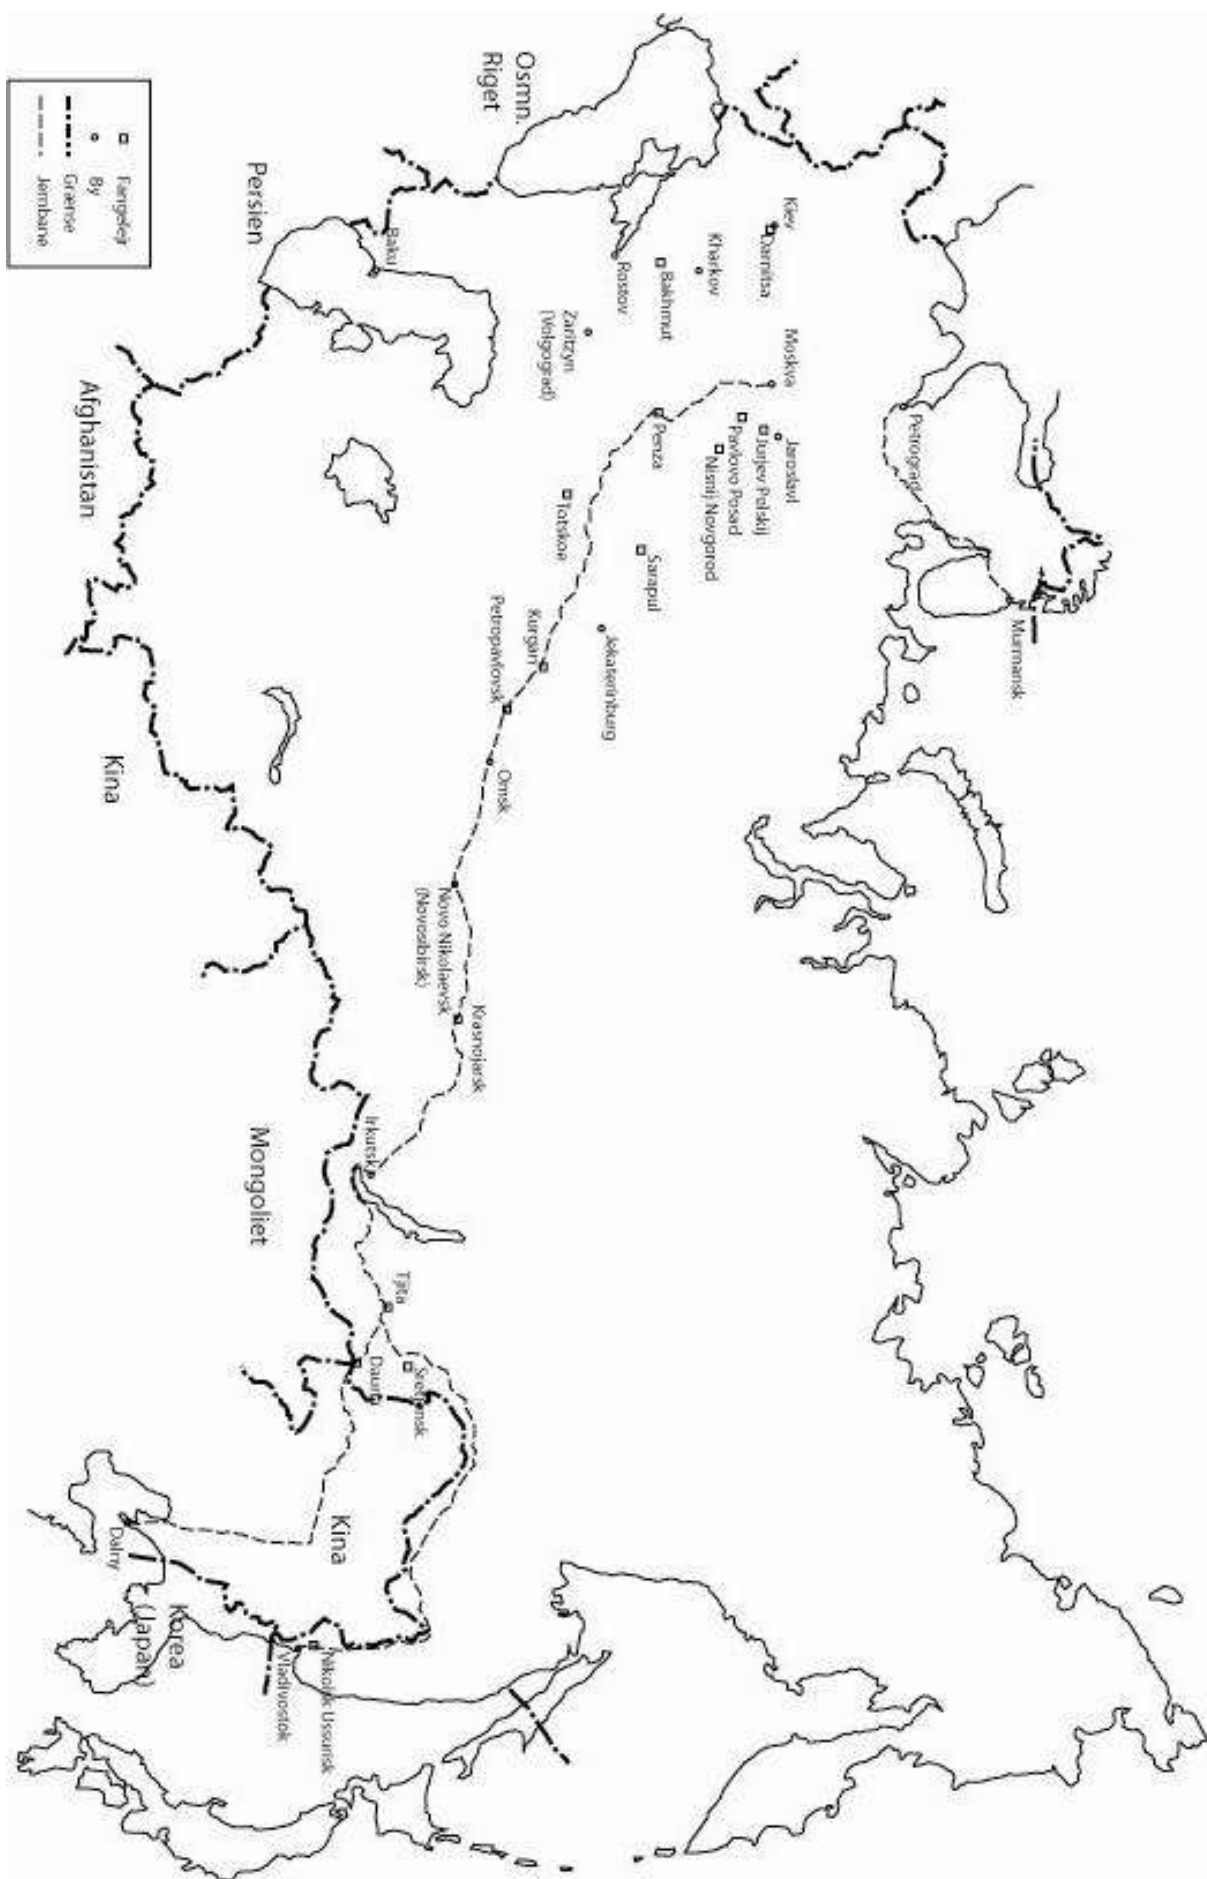 Murmansk
Petrograd
Jaroslavl
Jurjev Polskij
Pavlovo Posad
Nisnij Novgorod
Moskva
Kiev
Darnitsa
Kharkov
Bakhmut
Rostov
Zaritzyn
(Volgograd)
Penza
Sarapul
Totskoe
Jekaterinburg
Kurgan
Petropavlovsk
Omsk
Novo Nikolaevsk
(Novosibirsk)
Krasnojarsk
Irkutsk
Tjita
Sretjensk
Dauria
Osmn.
Riget
Baku
Persien
Afghanistan
Kina
Mongoliet
Kina
Nikolsk Ussurisk
Vladivostok
Korea
(Japan)
Dalny
Fangelejr
By
Grænse
Jernbane